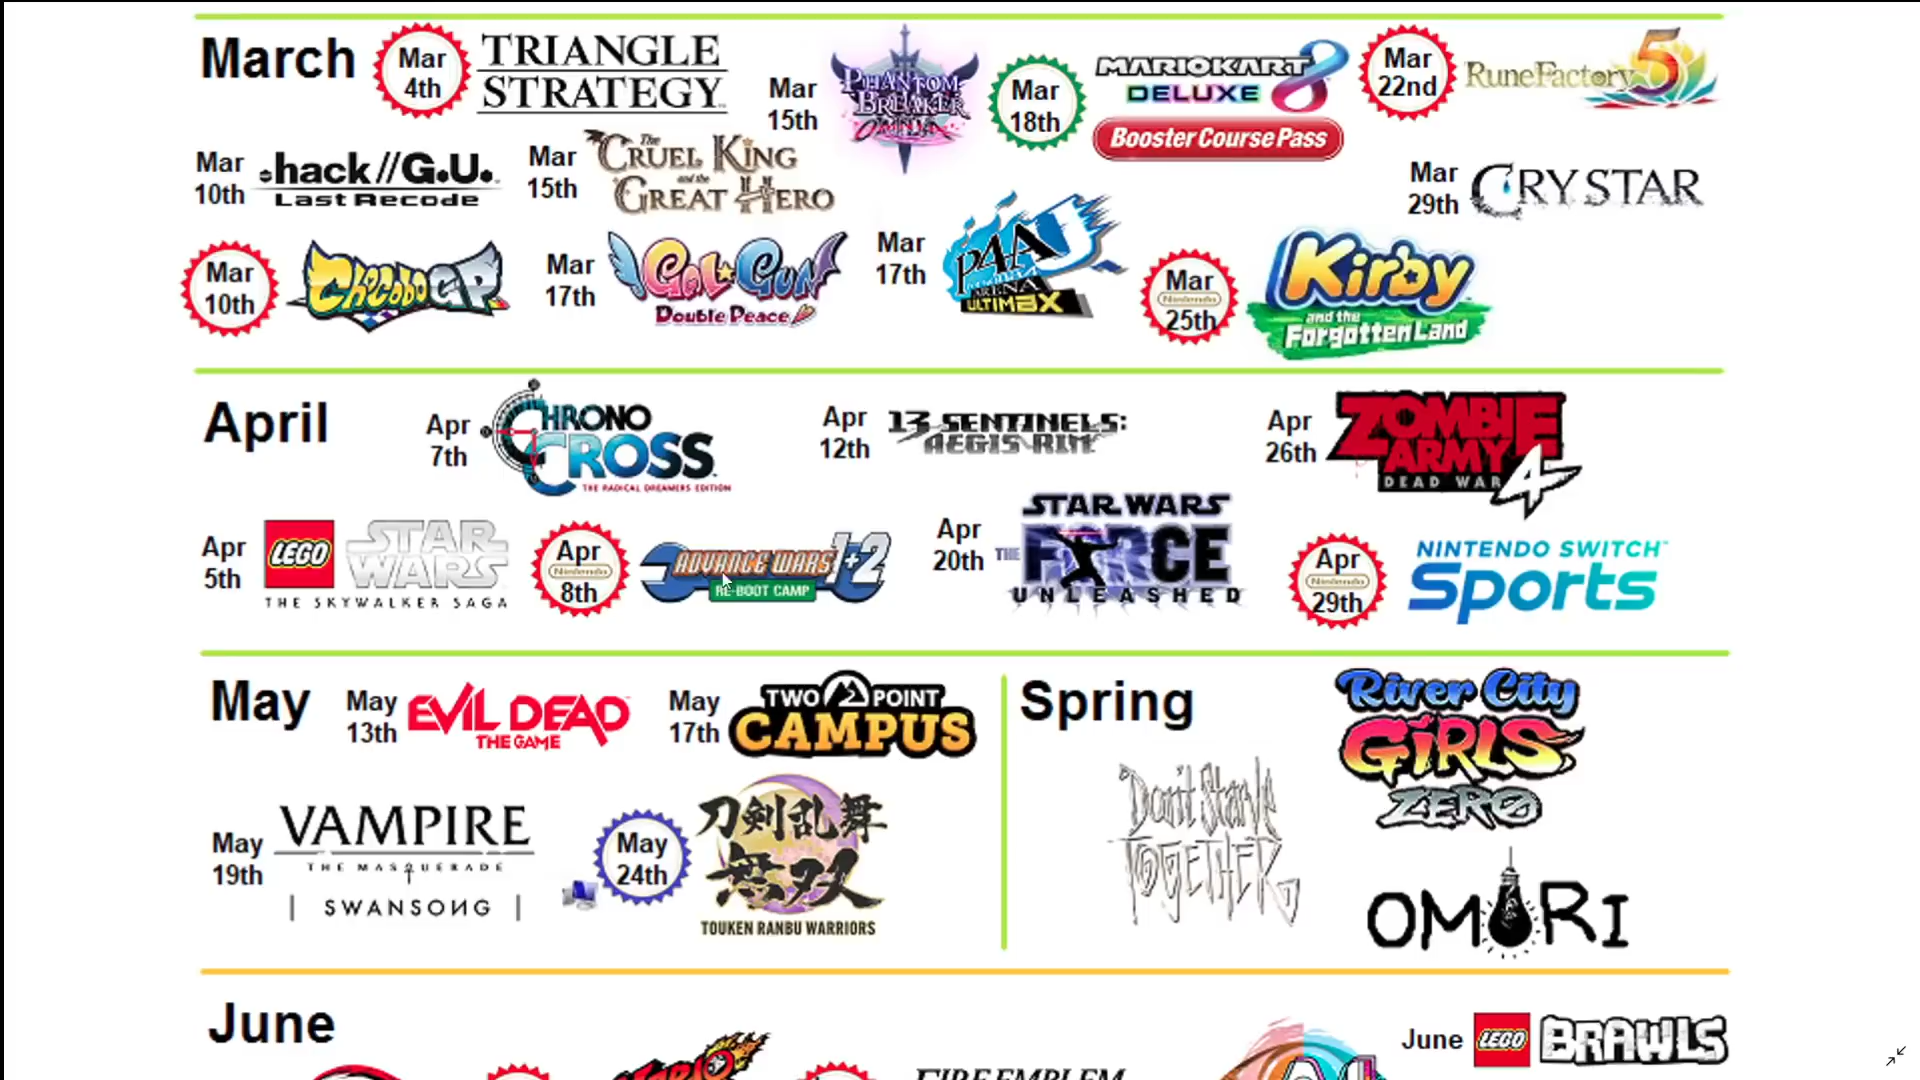 March
Mar
4th
TRIANGLE
STRATEGY
Mar
15th
PHANTOM
BREAKER
OMNIA
Mar
18th
MARIOKART 8
DELUXE
Booster Course Pass
Mar
22nd
RuneFactory 5
Mar
10th
.hack//G.U.
Last Recode
Mar
15th
The
CRUEL KING
and the
GREAT HERO
Mar
29th
CRYSTAR
Mar
10th
Chocobo GP
Mar
17th
GAL★GUN
Double Peace
Mar
17th
P4AU
ARENA
ULTIMAX
Mar
Nintendo
25th
Kirby
and the
Forgotten Land
April
Apr
7th
CHRONO
CROSS
THE RADICAL DREAMERS EDITION
Apr
12th
13 SENTINELS:
AEGIS RIM
Apr
26th
ZOMBIE
ARMY
DEAD WAR 4
Apr
5th
LEGO
STAR
WARS
THE SKYWALKER SAGA
Apr
Nintendo
8th
ADVANCE WARS 1+2
RE-BOOT CAMP
Apr
20th
STAR WARS
THE FORCE
UNLEASHED
Apr
Nintendo
29th
NINTENDO SWITCH
Sports
May
May
13th
EVIL DEAD
THE GAME
May
17th
TWO POINT
CAMPUS
Spring
River City
GIRLS
ZERO
May
19th
VAMPIRE
THE MASQUERADE
SWANSONG
May
24th
刀剣乱舞
無双
TOUKEN RANBU WARRIORS
Don't Starve
TOGETHER
OMORI
June
June
LEGO
BRAWLS
FIRE EMBLEM